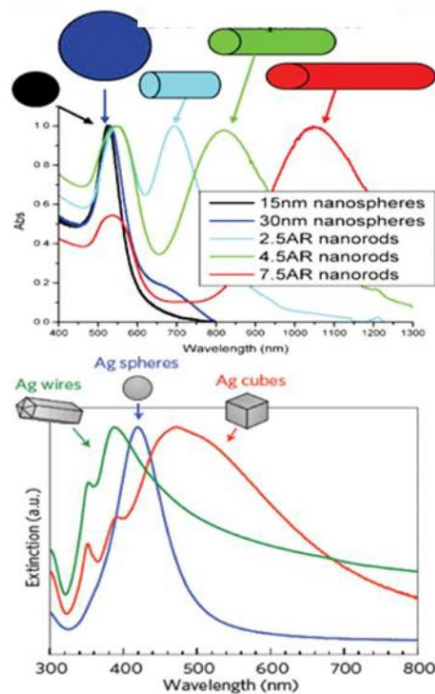 1.0
0.8
0.6
0.4
0.2
0.0
Abs
15nm nanospheres
30nm nanospheres
2.5AR nanorods
4.5AR nanorods
7.5AR nanorods
400 500 600 700 800 900 1000 1100 1200 1300
Wavelength (nm)
Ag spheres
Ag wires
Ag cubes
Extinction (a.u.)
300 400 500 600 700 800
Wavelength (nm)